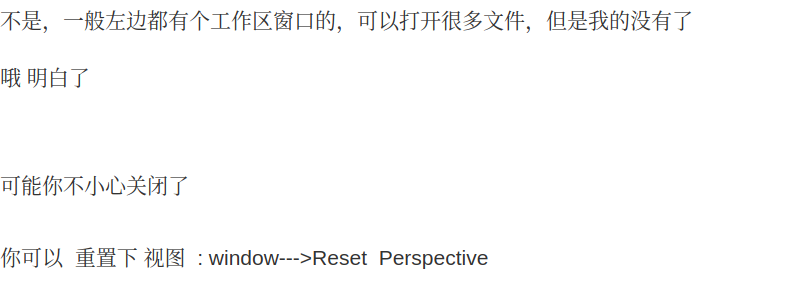 不是，一般左边都有个工作区窗口的，可以打开很多文件，但是我的没有了
哦 明白了
可能你不小心关闭了
你可以  重置下 视图  : window--->Reset  Perspective